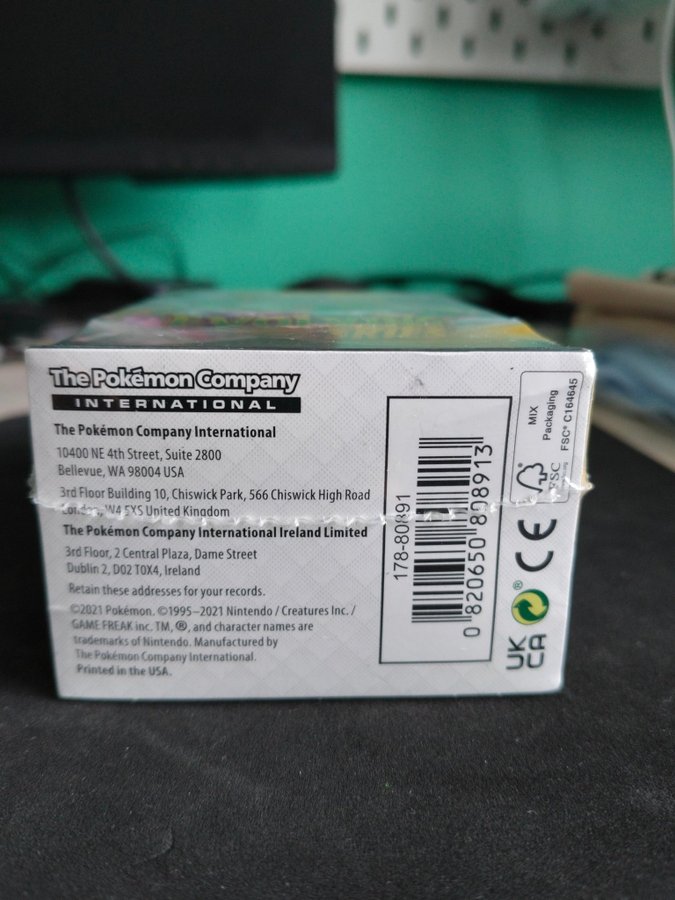 The Pokémon Company
INTERNATIONAL
The Pokémon Company International
10400 NE 4th Street, Suite 2800
Bellevue, WA 98004 USA
3rd Floor Building 10, Chiswick Park, 566 Chiswick High Road
London, W4 5XS United Kingdom
The Pokémon Company International Ireland Limited
3rd Floor, 2 Central Plaza, Dame Street
Dublin 2, D02 T0X4, Ireland
Retain these addresses for your records.
©2021 Pokémon. ©1995–2021 Nintendo / Creatures Inc. /
GAME FREAK inc. TM, ®, and character names are
trademarks of Nintendo. Manufactured by
The Pokémon Company International.
Printed in the USA.
178-80891
0 820650 808913
MIX
Packaging
FSC® C164645
FSC
CE
®
UK
CA